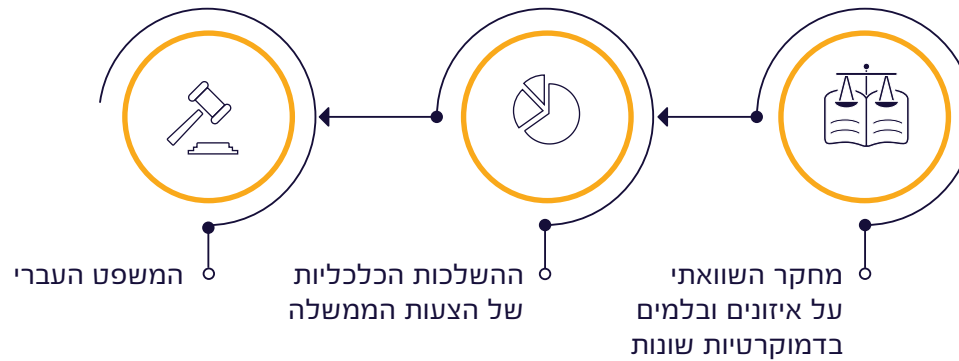 מחקר השוואתי
על איזונים ובלמים
בדמוקרטיות שונות
ההשלכות הכלכליות
של הצעות הממשלה
המשפט העברי